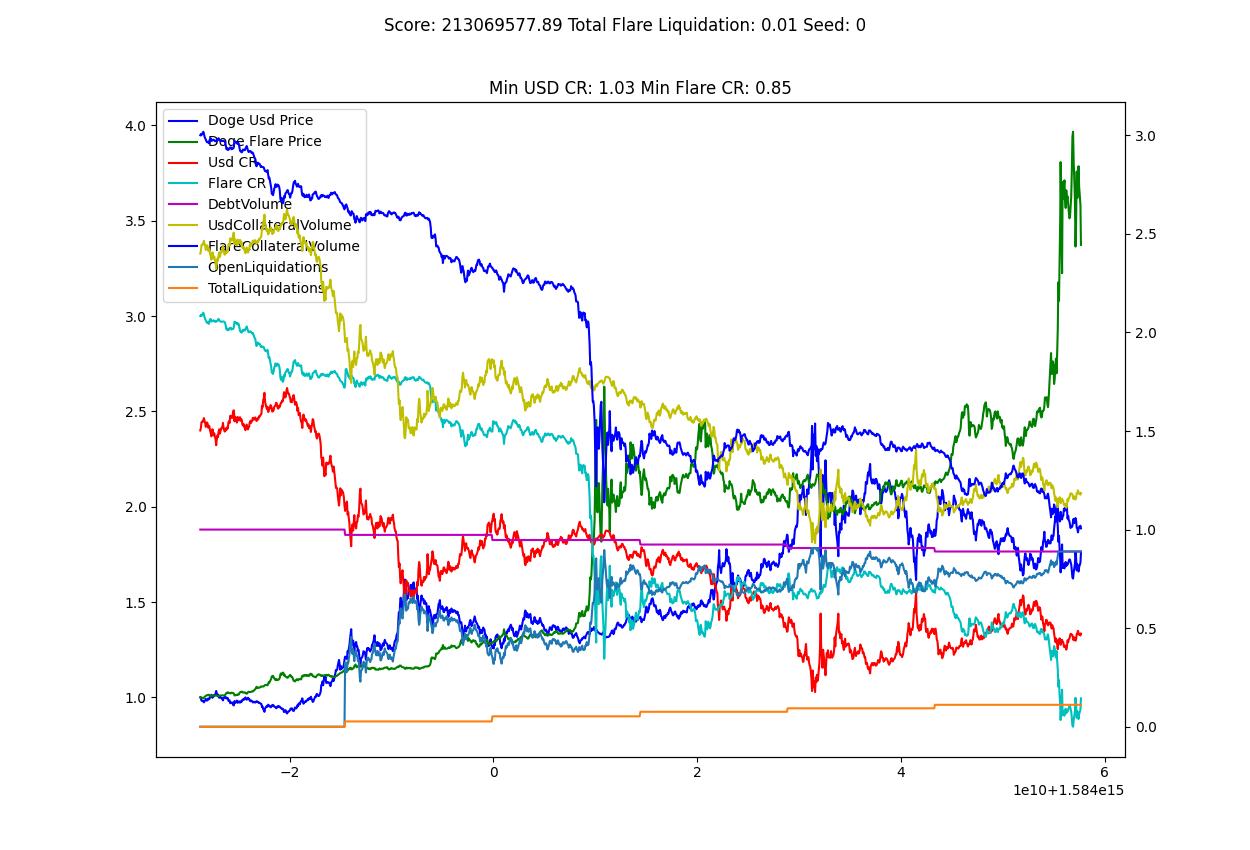 Score: 213069577.89 Total Flare Liquidation: 0.01 Seed: 0
Min USD CR: 1.03 Min Flare CR: 0.85
Doge Usd Price
Doge Flare Price
Usd CR
Flare CR
DebtVolume
UsdCollateralVolume
FlareCollateralVolume
OpenLiquidations
TotalLiquidations
4.0
3.5
3.0
2.5
2.0
1.5
1.0
3.0
2.5
2.0
1.5
1.0
0.5
0.0
−2 0 2 4 6
1e10+1.584e15